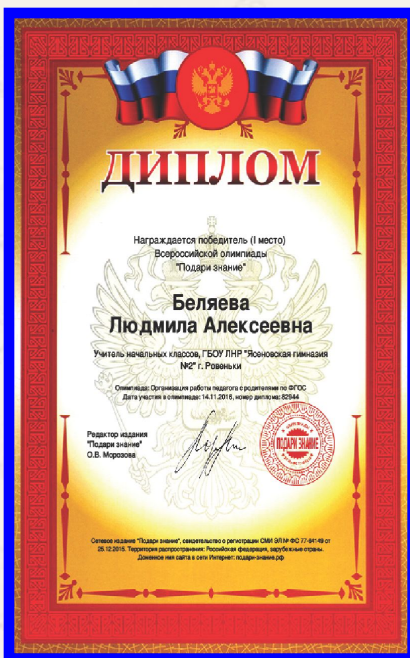 ДИПЛОМ
Награждается победитель (I место)
Всероссийской олимпиады
"Подари знание"
Беляева
Людмила Алексеевна
Учитель начальных классов, ГБОУ ЛНР "Ясеновская гимназия
№2" г. Ровеньки
Олимпиада: Организация работы педагога с родителями по ФГОС
Дата участия в олимпиаде: 14.11.2016, номер диплома: 82944
Редактор издания
"Подари знание"
О.В. Морозова
ПОДАРИ ЗНАНИЕ
Сетевое издание "Подари знание", свидетельство о регистрации СМИ ЭЛ № ФС 77-64149 от
25.12.2015. Территория распространения: Российская федерация, зарубежные страны.
Доменное имя сайта в сети Интернет: подари-знание.рф